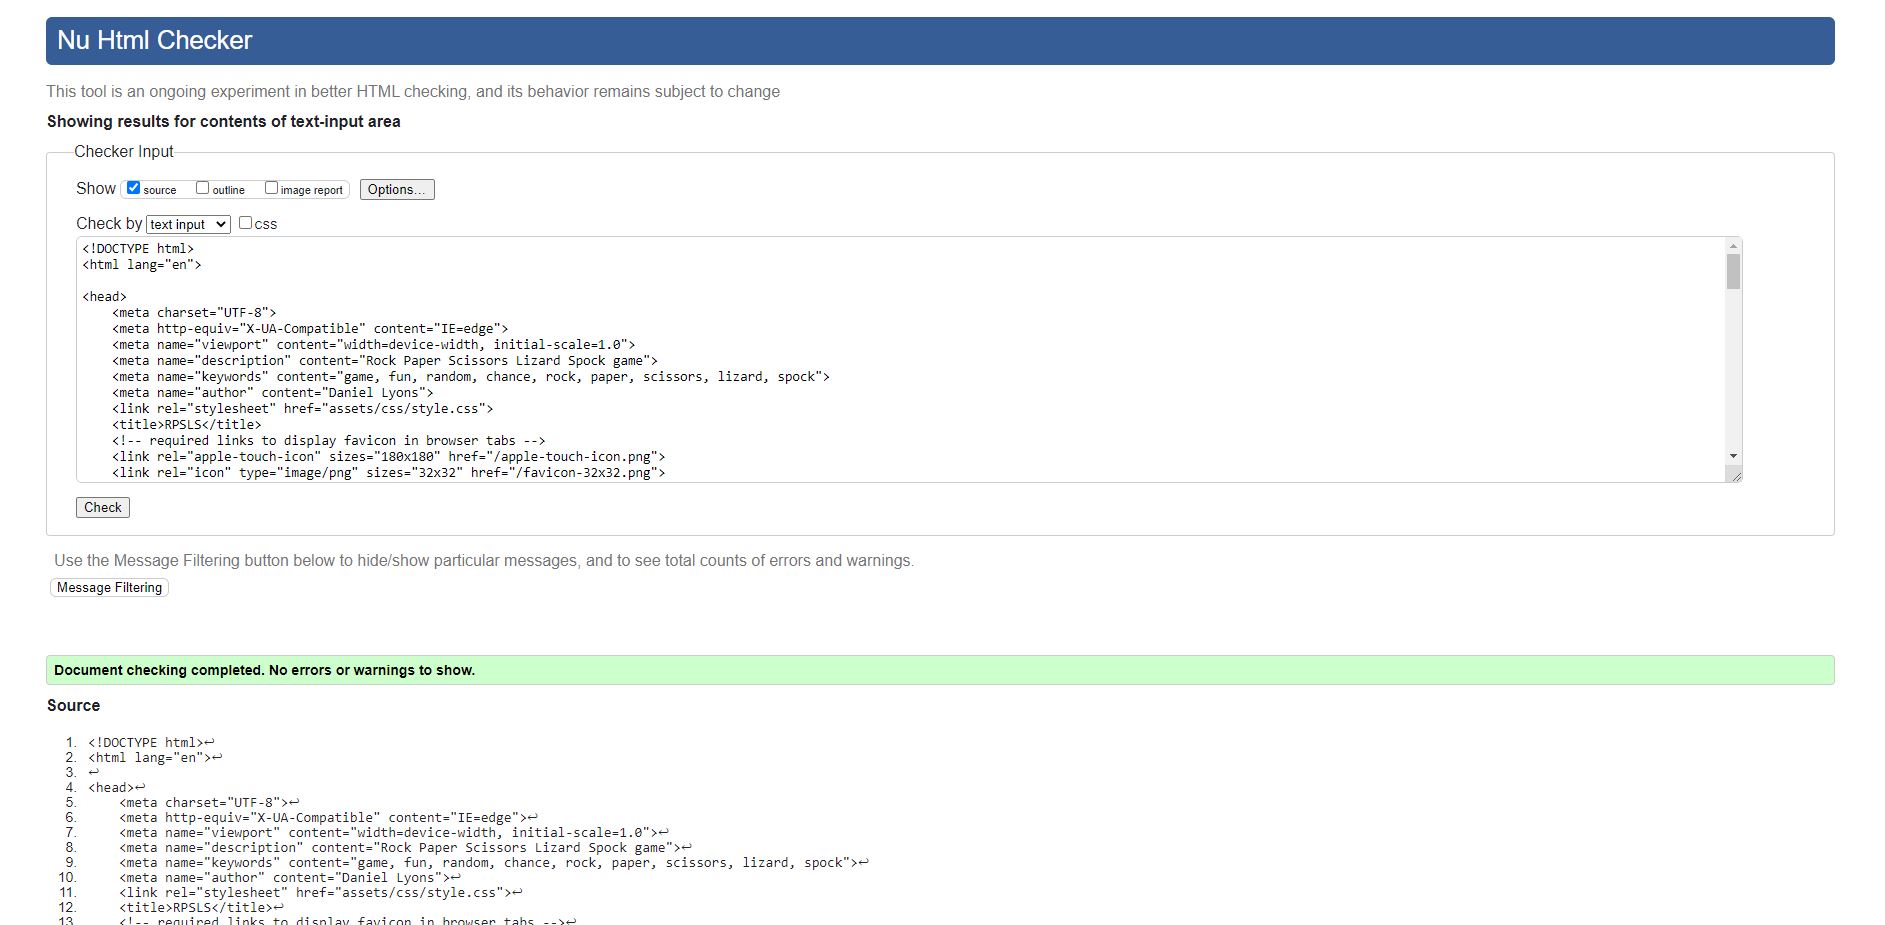 Nu Html Checker
This tool is an ongoing experiment in better HTML checking, and its behavior remains subject to change
Showing results for contents of text-input area
Checker Input
Show source outline image report Options...
Check by text input css
<!DOCTYPE html>
<html lang="en">
<head>
    <meta charset="UTF-8">
    <meta http-equiv="X-UA-Compatible" content="IE=edge">
    <meta name="viewport" content="width=device-width, initial-scale=1.0">
    <meta name="description" content="Rock Paper Scissors Lizard Spock game">
    <meta name="keywords" content="game, fun, random, chance, rock, paper, scissors, lizard, spock">
    <meta name="author" content="Daniel Lyons">
    <link rel="stylesheet" href="assets/css/style.css">
    <title>RPSLS</title>
    <!-- required links to display favicon in browser tabs -->
    <link rel="apple-touch-icon" sizes="180x180" href="/apple-touch-icon.png">
    <link rel="icon" type="image/png" sizes="32x32" href="/favicon-32x32.png">
Check
Use the Message Filtering button below to hide/show particular messages, and to see total counts of errors and warnings.
Message Filtering
Document checking completed. No errors or warnings to show.
Source
1. <!DOCTYPE html>↩
2. <html lang="en">↩
3. ↩
4. <head>↩
5.     <meta charset="UTF-8">↩
6.     <meta http-equiv="X-UA-Compatible" content="IE=edge">↩
7.     <meta name="viewport" content="width=device-width, initial-scale=1.0">↩
8.     <meta name="description" content="Rock Paper Scissors Lizard Spock game">↩
9.     <meta name="keywords" content="game, fun, random, chance, rock, paper, scissors, lizard, spock">↩
10.     <meta name="author" content="Daniel Lyons">↩
11.     <link rel="stylesheet" href="assets/css/style.css">↩
12.     <title>RPSLS</title>↩
13.     <!-- required links to display favicon in browser tabs -->↩